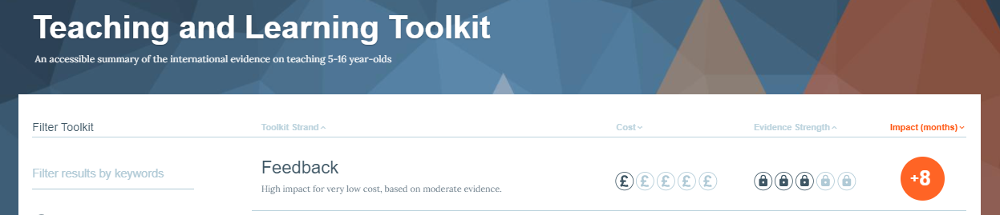 Teaching and Learning Toolkit
An accessible summary of the international evidence on teaching 5-16 year-olds
Filter Toolkit
Toolkit Strand
Cost
Evidence Strength
Impact (months)
Filter results by keywords
Feedback
High impact for very low cost, based on moderate evidence.
£ £ £ £ £
+8